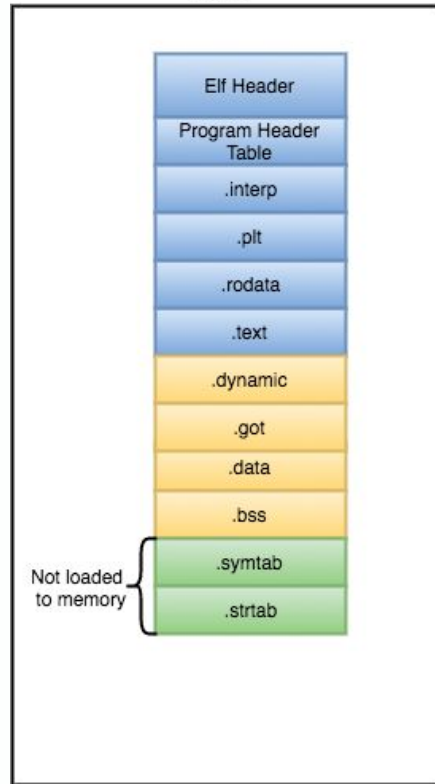 Elf Header
Program Header
Table
.interp
.plt
.rodata
.text
.dynamic
.got
.data
.bss
.symtab
Not loaded
to memory
.strtab